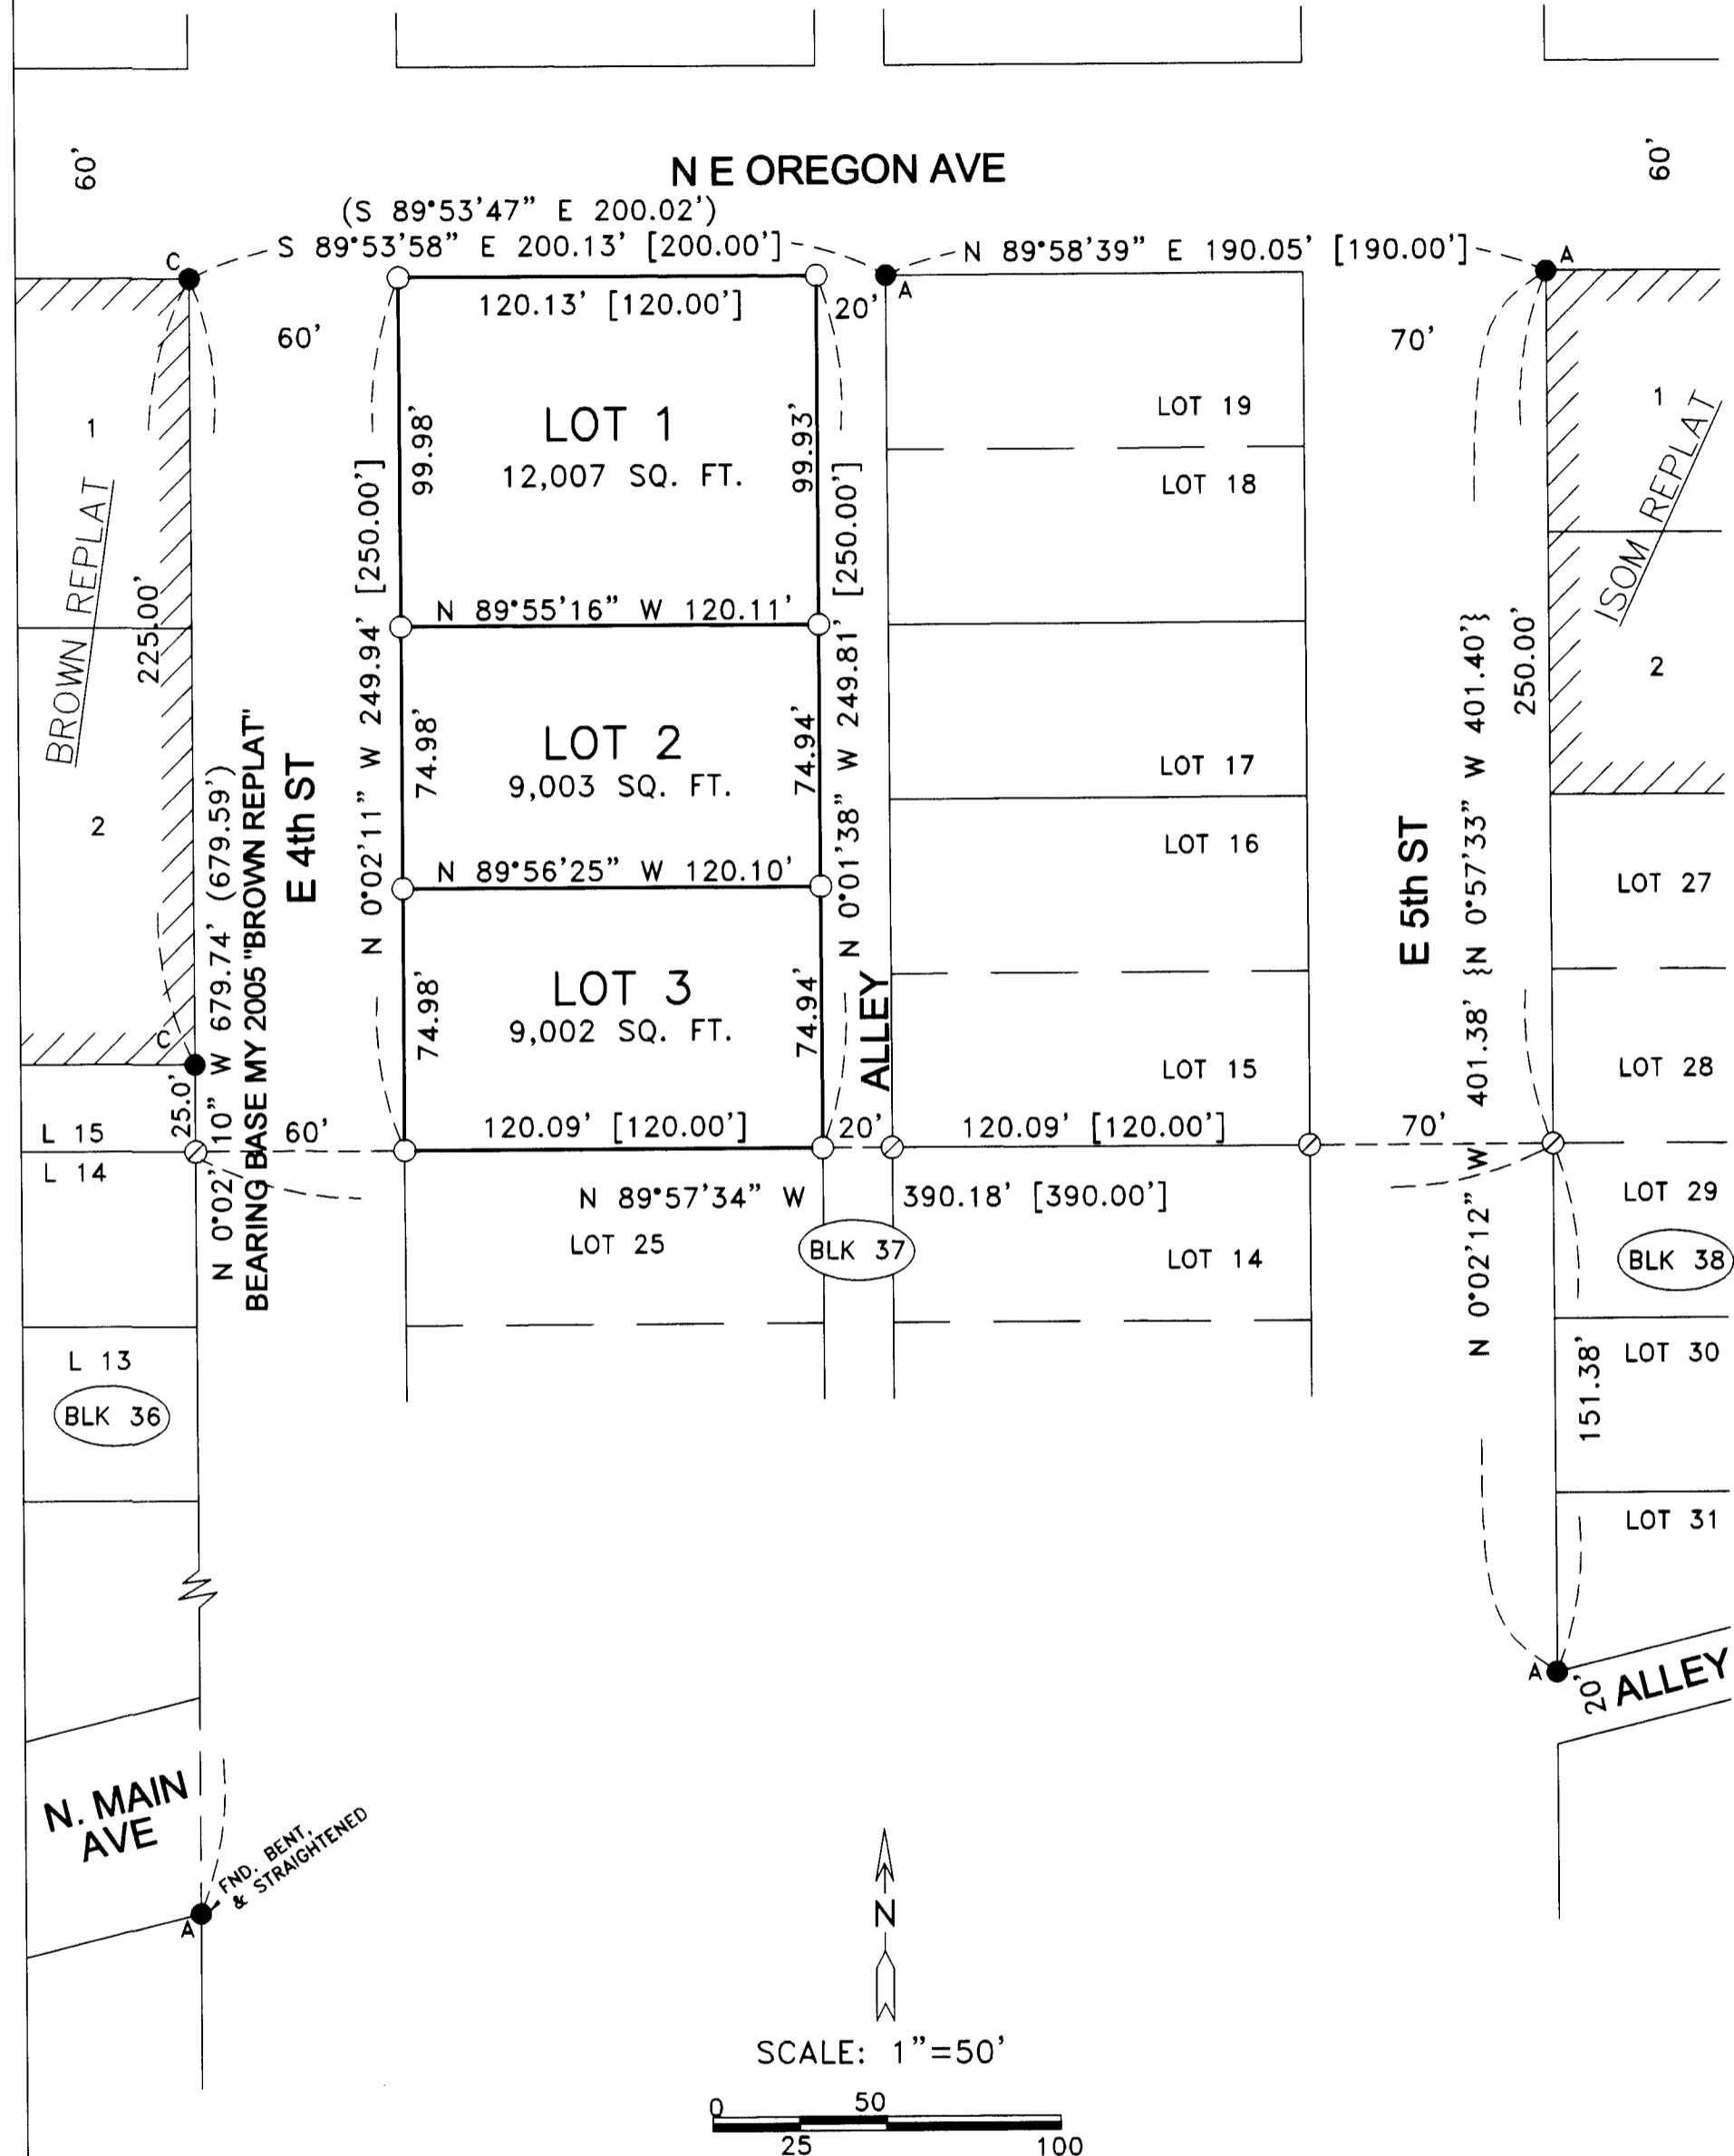 60'
N E OREGON AVE
60'
(S 89°53'47" E 200.02')
S 89°53'58" E 200.13' [200.00']
N 89°58'39" E 190.05' [190.00']
C
A
A
120.13' [120.00']
20'
60'
70'
LOT 1
12,007 SQ. FT.
99.98'
99.93'
LOT 19
LOT 18
1
BROWN REPLAT
225.00'
2
1
ISOM REPLAT
250.00'
2
N 0°02'11" W 249.94' [250.00']
N 0°01'38" W 249.81' [250.00']
N 89°55'16" W 120.11'
LOT 2
9,003 SQ. FT.
74.98'
74.94'
LOT 17
LOT 16
N 89°56'25" W 120.10'
E 4th ST
N 0°02'10" W 679.74' (679.59')
BEARING BASE MY 2005 "BROWN REPLAT"
E 5th ST
N 0°02'12" W 401.38' {N 0°57'33" W 401.40'}
LOT 27
LOT 3
9,002 SQ. FT.
74.98'
74.94'
ALLEY
LOT 15
LOT 28
C
25.0'
L 15
L 14
60'
120.09' [120.00']
20'
120.09' [120.00']
70'
N 89°57'34" W 390.18' [390.00']
LOT 29
LOT 25
BLK 37
LOT 14
BLK 38
L 13
BLK 36
LOT 30
151.38'
LOT 31
A
20'
ALLEY
N. MAIN
AVE
FND. BENT,
& STRAIGHTENED
A
N
SCALE: 1"=50'
0 50
25 100